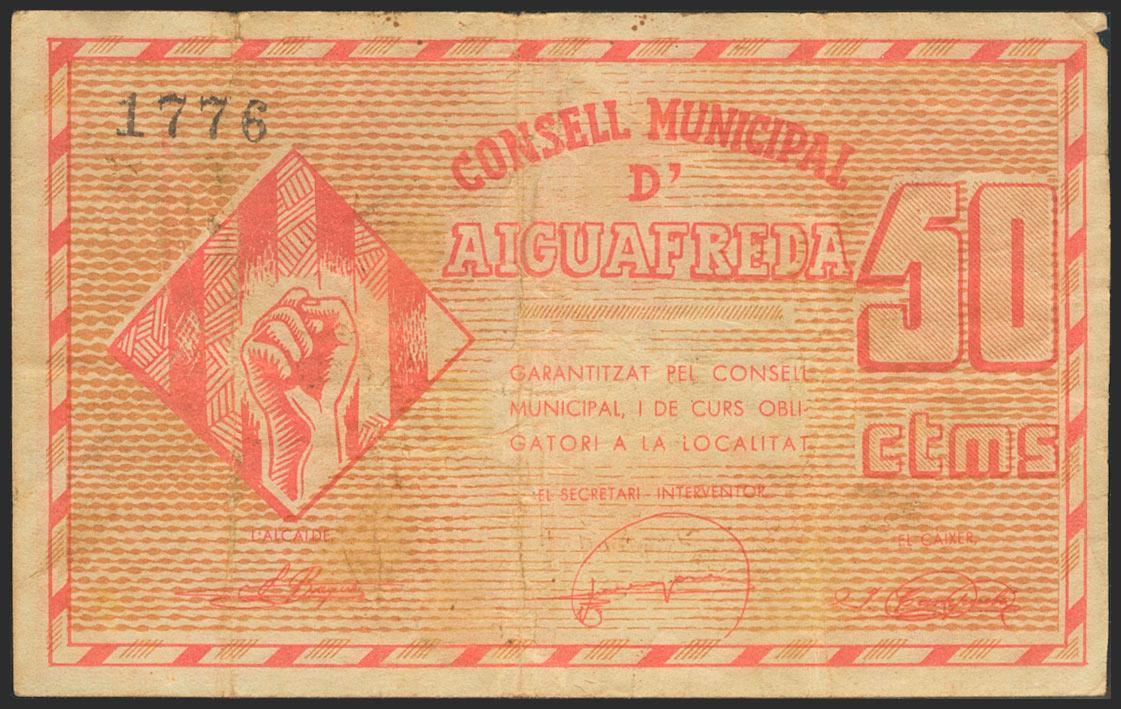 1776
CONSELL MUNICIPAL
D'
AIGUAFREDA
50
ctms
GARANTITZAT PEL CONSELL
MUNICIPAL, I DE CURS OBLI-
GATORI A LA LOCALITAT
EL SECRETARI - INTERVENTOR,
L'ALCALDE,
EL CAIXER,